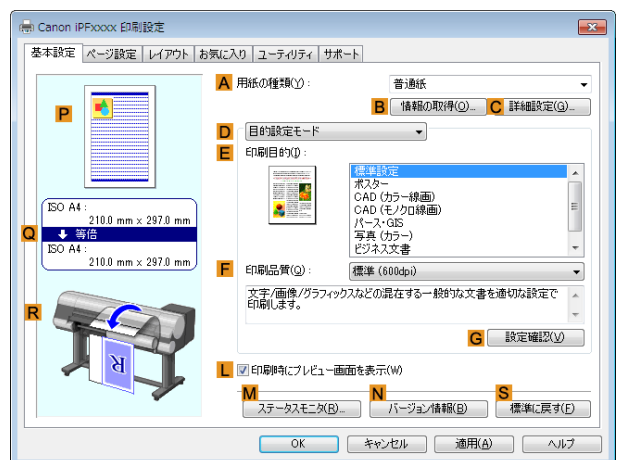 Canon iPFxxxx 印刷設定
基本設定 ページ設定 レイアウト お気に入り ユーティリティ サポート
A 用紙の種類(Y): 普通紙
B 情報の取得(O)... C 詳細設定(G)...
P
D 目的設定モード
E 印刷目的(I):
標準設定
ポスター
CAD (カラー線画)
CAD (モノクロ線画)
パース・GIS
写真 (カラー)
ビジネス文書
ISO A4 :
210.0 mm x 297.0 mm
Q 等倍
ISO A4 :
210.0 mm x 297.0 mm
F 印刷品質(Q): 標準 (600dpi)
文字/画像/グラフィックスなどの混在する一般的な文書を適切な設定で
印刷します。
R
G 設定確認(V)
R
L 印刷時にプレビュー画面を表示(W)
M N S
ステータスモニタ(R)... バージョン情報(B) 標準に戻す(F)
OK キャンセル 適用(A) ヘルプ